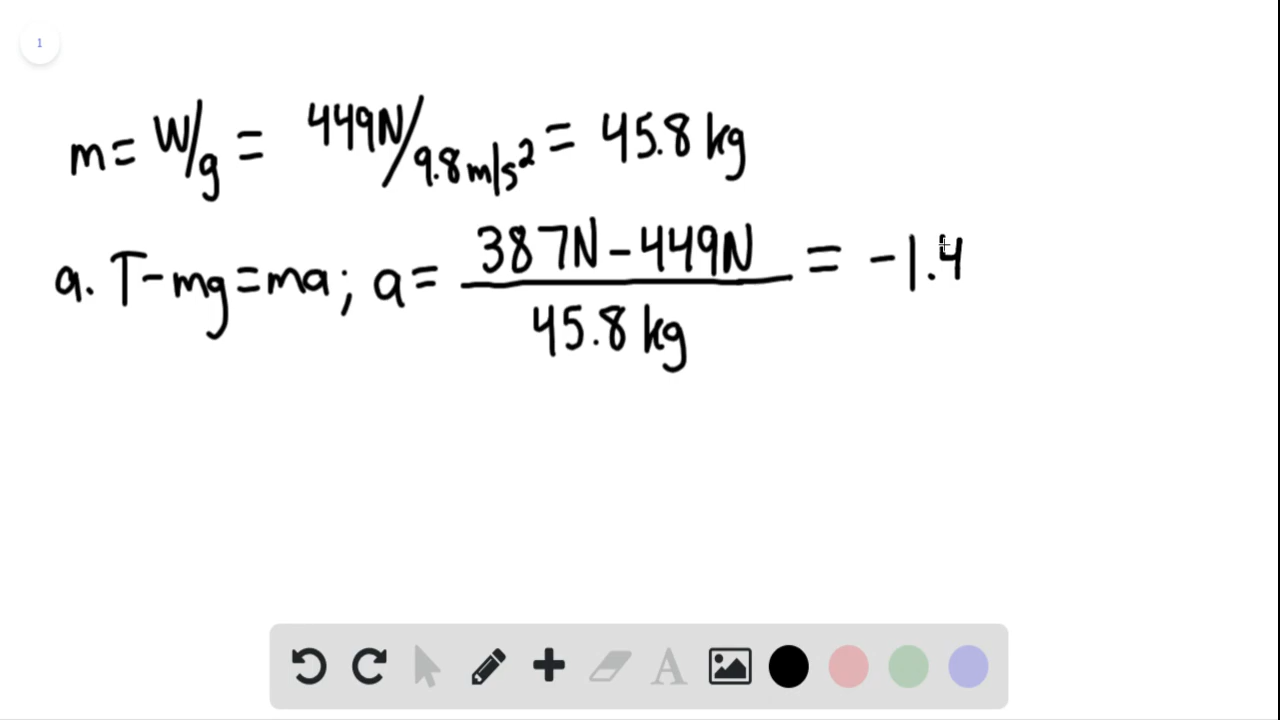 1
m = W/g = 449N/9.8 m/s² = 45.8 kg
a. T - mg = ma; a = 387N - 449N = -1.4
45.8 kg
A